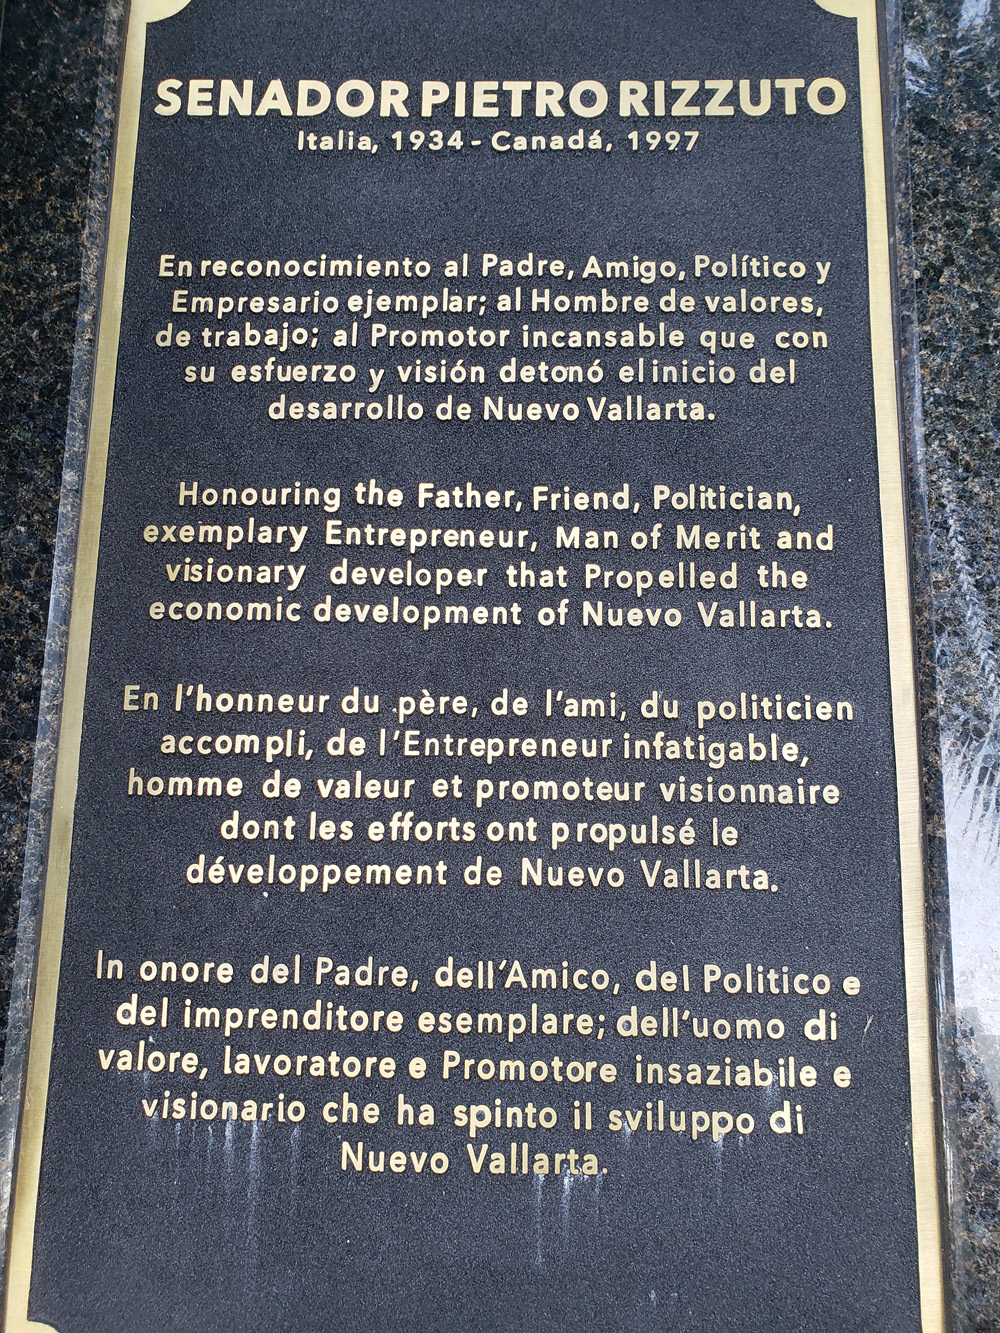 SENADOR PIETRO RIZZUTO
Italia, 1934 - Canadá, 1997
En reconocimiento al Padre, Amigo, Político y
Empresario ejemplar; al Hombre de valores,
de trabajo; al Promotor incansable que con
su esfuerzo y visión detonó el inicio del
desarrollo de Nuevo Vallarta.
Honouring the Father, Friend, Politician,
exemplary Entrepreneur, Man of Merit and
visionary developer that Propelled the
economic development of Nuevo Vallarta.
En l'honneur du père, de l'ami, du politicien
accompli, de l'Entrepreneur infatigable,
homme de valeur et promoteur visionnaire
dont les efforts ont propulsé le
développement de Nuevo Vallarta.
In onore del Padre, dell'Amico, del Politico e
del imprenditore esemplare; dell'uomo di
valore, lavoratore e Promotore insaziabile e
visionario che ha spinto il sviluppo di
Nuevo Vallarta.